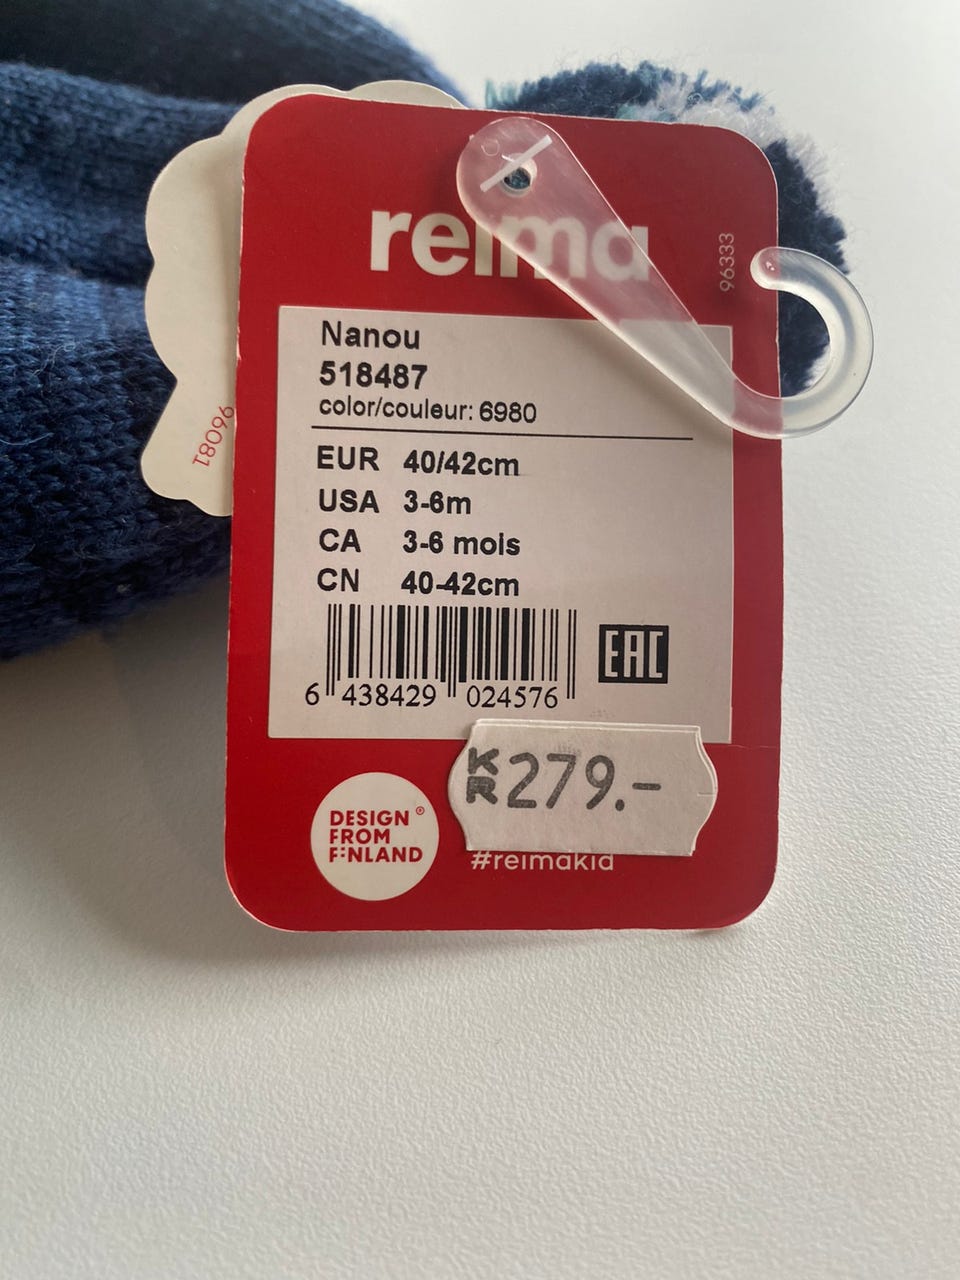 reima
96333
Nanou
518487
color/couleur: 6980
EUR 40/42cm
USA 3-6m
CA 3-6 mois
CN 40-42cm
EAC
6 438429 024576
KR 279.-
DESIGN ®
FROM
FINLAND
#reimakid
96081